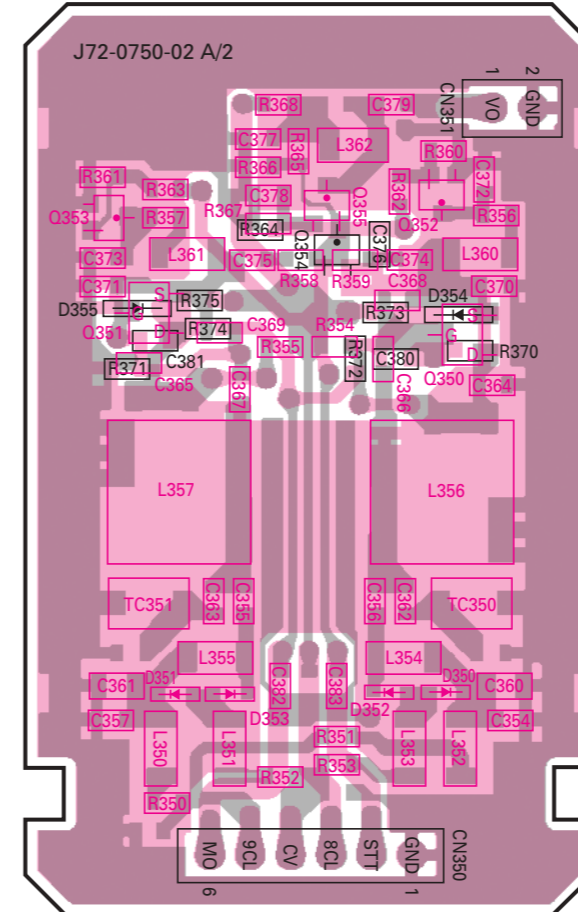 J72-0750-02 A/2
1 2
VO GND
CN351
R368 C379
C377 R365 L362
R366 R360
R361 R363 C378 R362 C372
Q353 R357 R367 Q355 Q352 R356
R364
L361 Q354 C376 L360
C373 C375 R358 R359 C374
C371 C368 C370
D355 S G D R375 R373 D354 S
Q351 R374 C369 R354 G D
C381 R355 R372 C380 R370
R371 C365 C367 C366 Q350 C364
L357 L356
TC351 C363 C355 C356 C362 TC350
L355 L354
C361 D351 C382 C383 D350 C360
D353 D352
C357 L350 L351 R351 L353 L352 C354
R352 R353
R350
MO 9CL CV 8CL STT GND
CN350
6 1